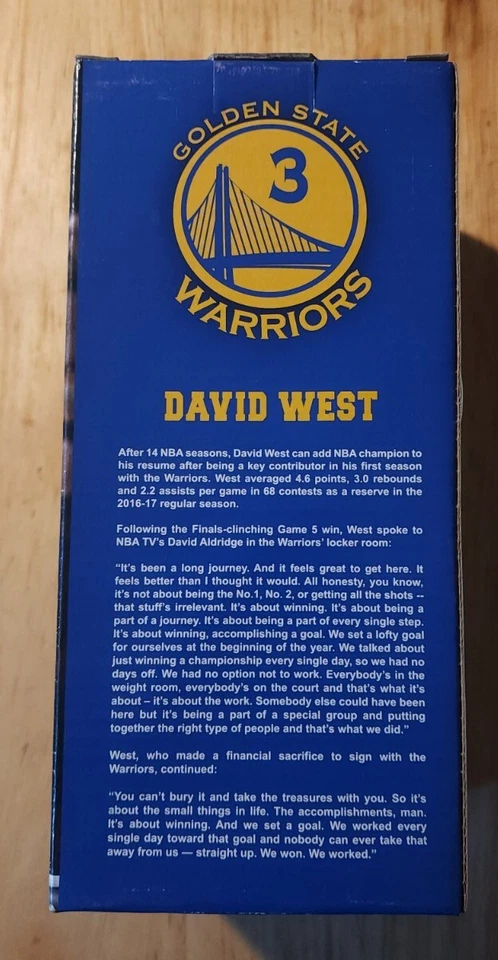 GOLDEN STATE
3
WARRIORS
DAVID WEST
After 14 NBA seasons, David West can add NBA champion to
his resume after being a key contributor in his first season
with the Warriors. West averaged 4.6 points, 3.0 rebounds
and 2.2 assists per game in 68 contests as a reserve in the
2016-17 regular season.
Following the Finals-clinching Game 5 win, West spoke to
NBA TV's David Aldridge in the Warriors' locker room:
“It's been a long journey. And it feels great to get here. It
feels better than I thought it would. All honesty, you know,
it's not about being the No.1, No. 2, or getting all the shots --
that stuff's irrelevant. It's about winning. It's about being a
part of a journey. It's about being a part of every single step.
It's about winning, accomplishing a goal. We set a lofty goal
for ourselves at the beginning of the year. We talked about
just winning a championship every single day, so we had no
days off. We had no option not to work. Everybody's in the
weight room, everybody's on the court and that's what it's
about – it's about the work. Somebody else could have been
here but it's being a part of a special group and putting
together the right type of people and that's what we did.”
West, who made a financial sacrifice to sign with the
Warriors, continued:
“You can't bury it and take the treasures with you. So it's
about the small things in life. The accomplishments, man.
It's about winning. And we set a goal. We worked every
single day toward that goal and nobody can ever take that
away from us — straight up. We won. We worked.”